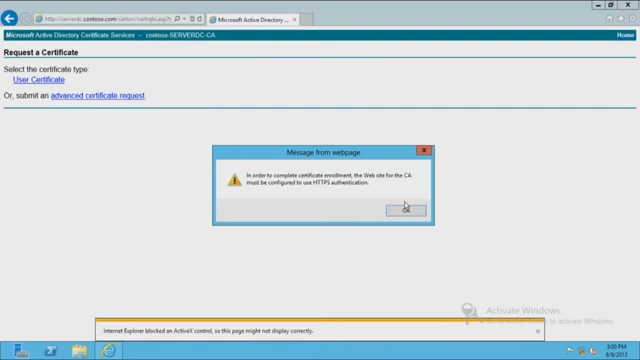 http://serverdc.contoso.com/certsrv/certrqbi.asp?t
Microsoft Active Directory ...
Microsoft Active Directory Certificate Services -- contoso-SERVERDC-CA
Home
Request a Certificate
Select the certificate type:
User Certificate
Or, submit an advanced certificate request.
Message from webpage
In order to complete certificate enrollment, the Web site for the CA
must be configured to use HTTPS authentication.
OK
Activate Windows
to activate Windows.
Internet Explorer blocked an ActiveX control, so this page might not display correctly.
3:00 PM